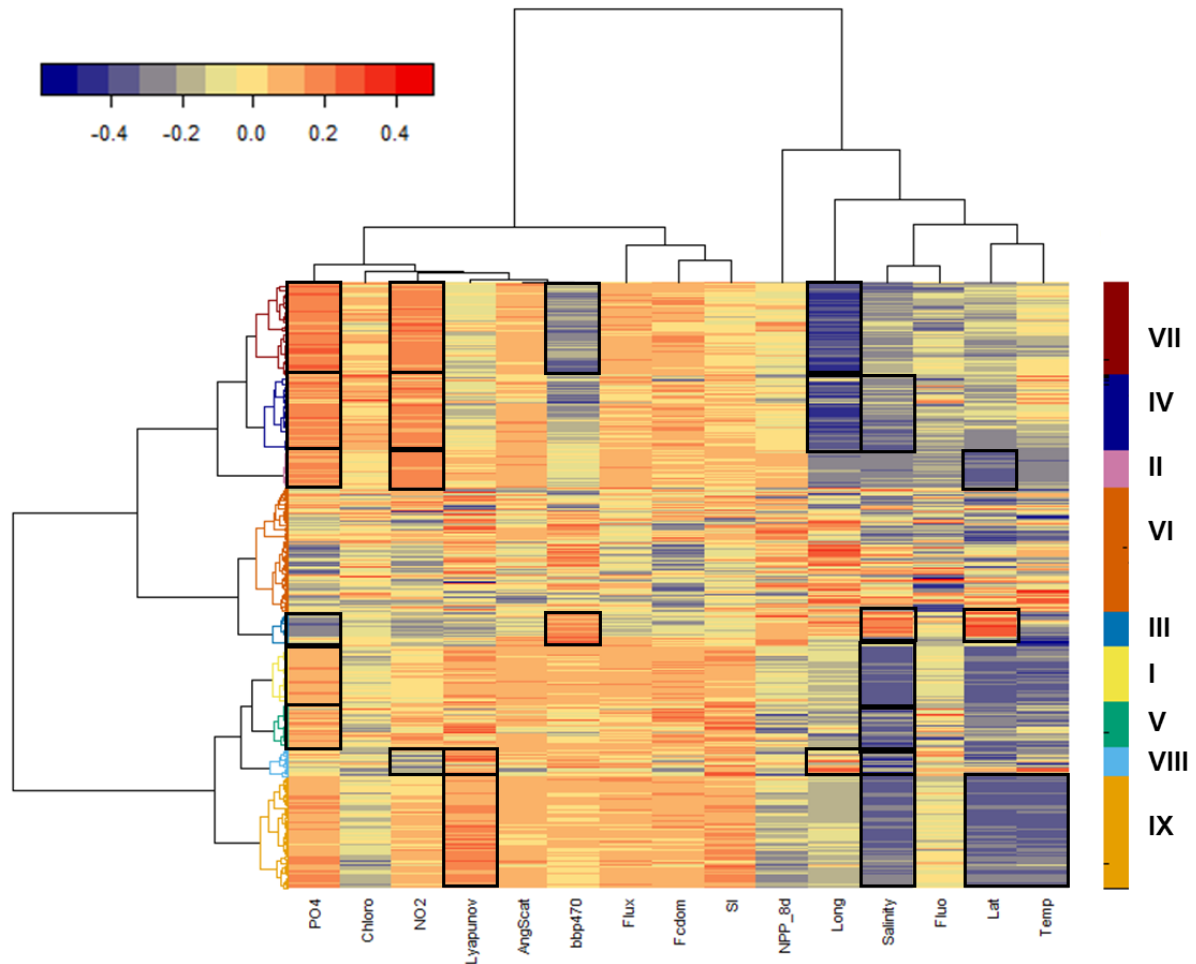 -0.4 -0.2 0.0 0.2 0.4
VII
IV
II
VI
III
I
V
VIII
IX
PO4 Chloro NO2 Lyapunov AngScat bbp470 Flux Fcdom SI NPP_8d Long Salinity Fluo Lat Temp